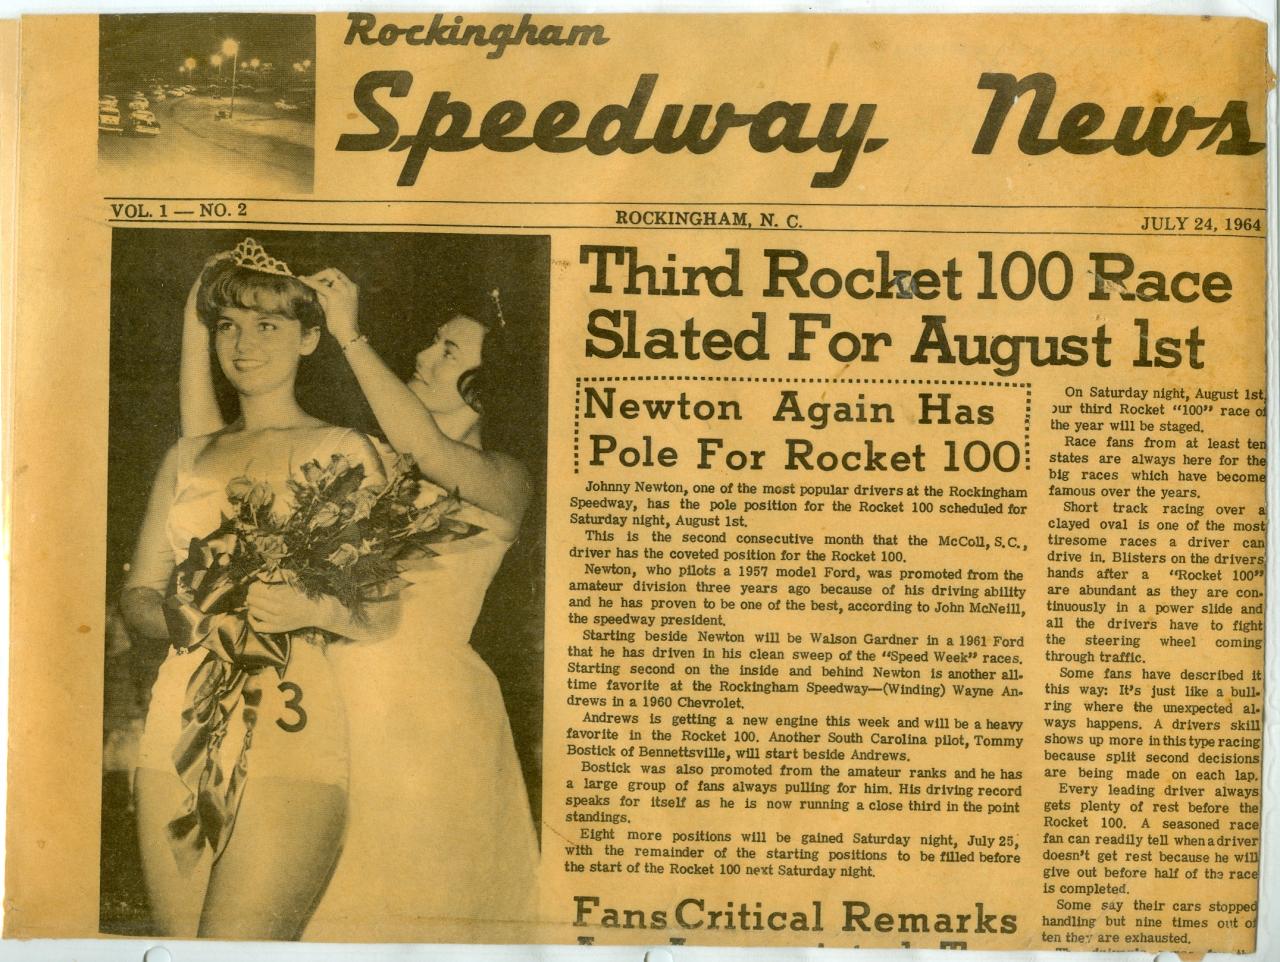 Rockingham
Speedway News
VOL. 1 — NO. 2
ROCKINGHAM, N. C.
JULY 24, 1964
3
Third Rocket 100 Race
Slated For August 1st
Newton Again Has
Pole For Rocket 100
Johnny Newton, one of the most popular drivers at the Rockingham
Speedway, has the pole position for the Rocket 100 scheduled for
Saturday night, August 1st.
This is the second consecutive month that the McColl, S.C.,
driver has the coveted position for the Rocket 100.
Newton, who pilots a 1957 model Ford, was promoted from the
amateur division three years ago because of his driving ability
and he has proven to be one of the best, according to John McNeill,
the speedway president.
Starting beside Newton will be Walson Gardner in a 1961 Ford
that he has driven in his clean sweep of the "Speed Week" races.
Starting second on the inside and behind Newton is another all-
time favorite at the Rockingham Speedway—(Winding) Wayne An-
drews in a 1960 Chevrolet.
Andrews is getting a new engine this week and will be a heavy
favorite in the Rocket 100. Another South Carolina pilot, Tommy
Bostick of Bennettsville, will start beside Andrews.
Bostick was also promoted from the amateur ranks and he has
a large group of fans always pulling for him. His driving record
speaks for itself as he is now running a close third in the point
standings.
Eight more positions will be gained Saturday night, July 25,
with the remainder of the starting positions to be filled before
the start of the Rocket 100 next Saturday night.
Fans Critical Remarks
On Saturday night, August 1st,
our third Rocket "100" race of
the year will be staged.
Race fans from at least ten
states are always here for the
big races which have become
famous over the years.
Short track racing over a
clayed oval is one of the most
tiresome races a driver can
drive in. Blisters on the drivers
hands after a "Rocket 100"
are abundant as they are con-
tinuously in a power slide and
all the drivers have to fight
the steering wheel coming
through traffic.
Some fans have described it
this way: It's just like a bull-
ring where the unexpected al-
ways happens. A drivers skill
shows up more in this type racing
because split second decisions
are being made on each lap.
Every leading driver always
gets plenty of rest before the
Rocket 100. A seasoned race
fan can readily tell when a driver
doesn't get rest because he will
give out before half of the race
is completed.
Some say their cars stopped
handling but nine times out of
ten they are exhausted.